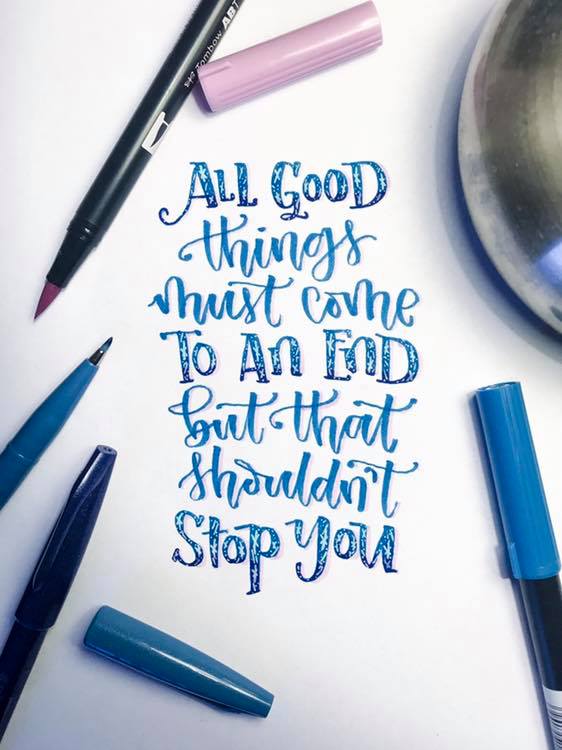 Tombow ABT
ALL GOOD
things
must come
TO AN END
but that
shouldn't
Stop YOU